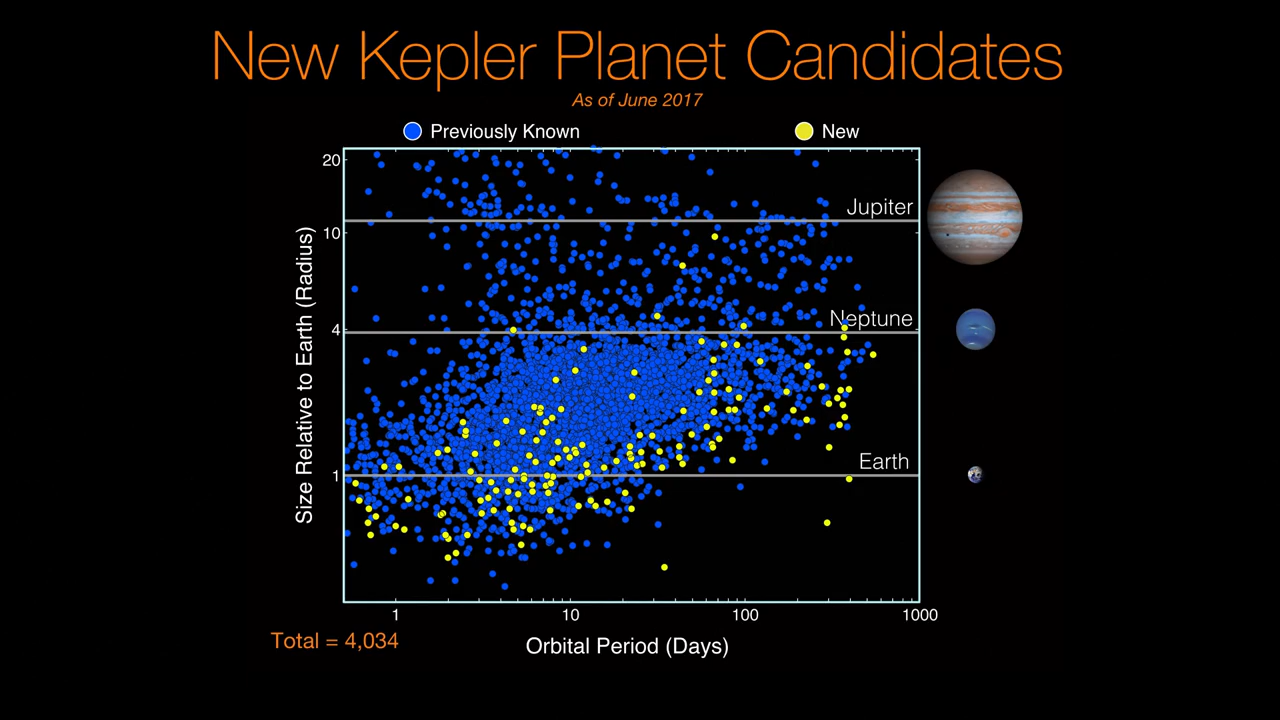 New Kepler Planet Candidates
As of June 2017
Previously Known
New
20
Jupiter
10
Size Relative to Earth (Radius)
Neptune
4
Earth
1
1 10 100 1000
Total = 4,034
Orbital Period (Days)